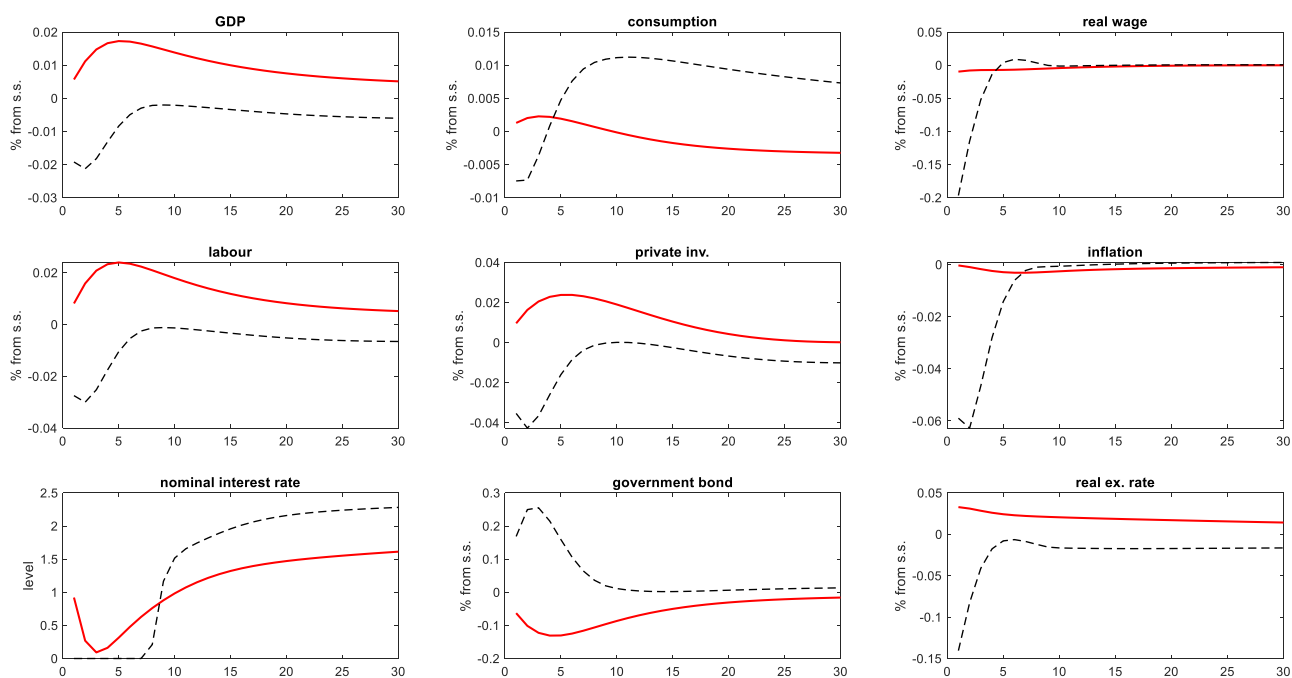 GDP
0.02
0.01
0
-0.01
-0.02
-0.03
% from s.s.
0 5 10 15 20 25 30
consumption
0.015
0.01
0.005
0
-0.005
-0.01
% from s.s.
0 5 10 15 20 25 30
real wage
0.05
0
-0.05
-0.1
-0.15
-0.2
% from s.s.
0 5 10 15 20 25 30
labour
0.02
0
-0.02
-0.04
% from s.s.
0 5 10 15 20 25 30
private inv.
0.04
0.02
0
-0.02
-0.04
% from s.s.
0 5 10 15 20 25 30
inflation
0
-0.02
-0.04
-0.06
% from s.s.
0 5 10 15 20 25 30
nominal interest rate
2.5
2
1.5
1
0.5
0
level
0 5 10 15 20 25 30
government bond
0.3
0.2
0.1
0
-0.1
-0.2
% from s.s.
0 5 10 15 20 25 30
real ex. rate
0.05
0
-0.05
-0.1
-0.15
% from s.s.
0 5 10 15 20 25 30